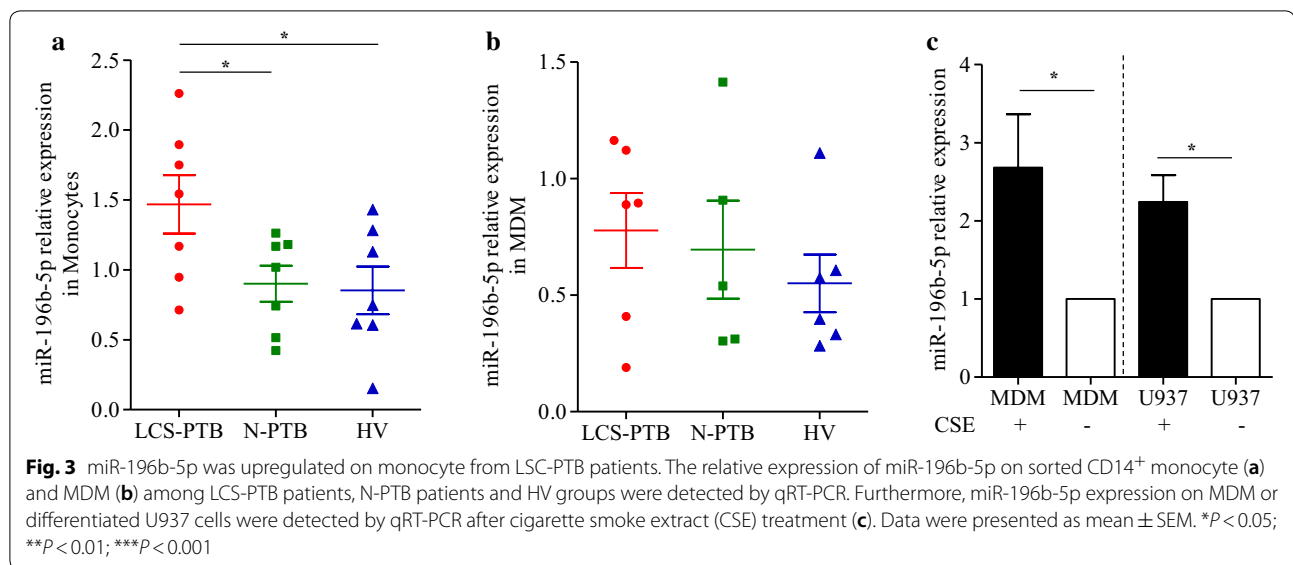 a
*
*
miR-196b-5p relative expression
in Monocytes
2.5
2.0
1.5
1.0
0.5
0.0
LCS-PTB N-PTB HV
b
miR-196b-5p relative expression
in MDM
1.5
1.0
0.5
0.0
LCS-PTB N-PTB HV
c
*
*
miR-196b-5p relative expression
4
3
2
1
0
MDM MDM U937 U937
CSE + - + -
Fig. 3 miR-196b-5p was upregulated on monocyte from LSC-PTB patients. The relative expression of miR-196b-5p on sorted CD14⁺ monocyte (a)
and MDM (b) among LCS-PTB patients, N-PTB patients and HV groups were detected by qRT-PCR. Furthermore, miR-196b-5p expression on MDM or
differentiated U937 cells were detected by qRT-PCR after cigarette smoke extract (CSE) treatment (c). Data were presented as mean ± SEM. *P < 0.05;
**P < 0.01; ***P < 0.001